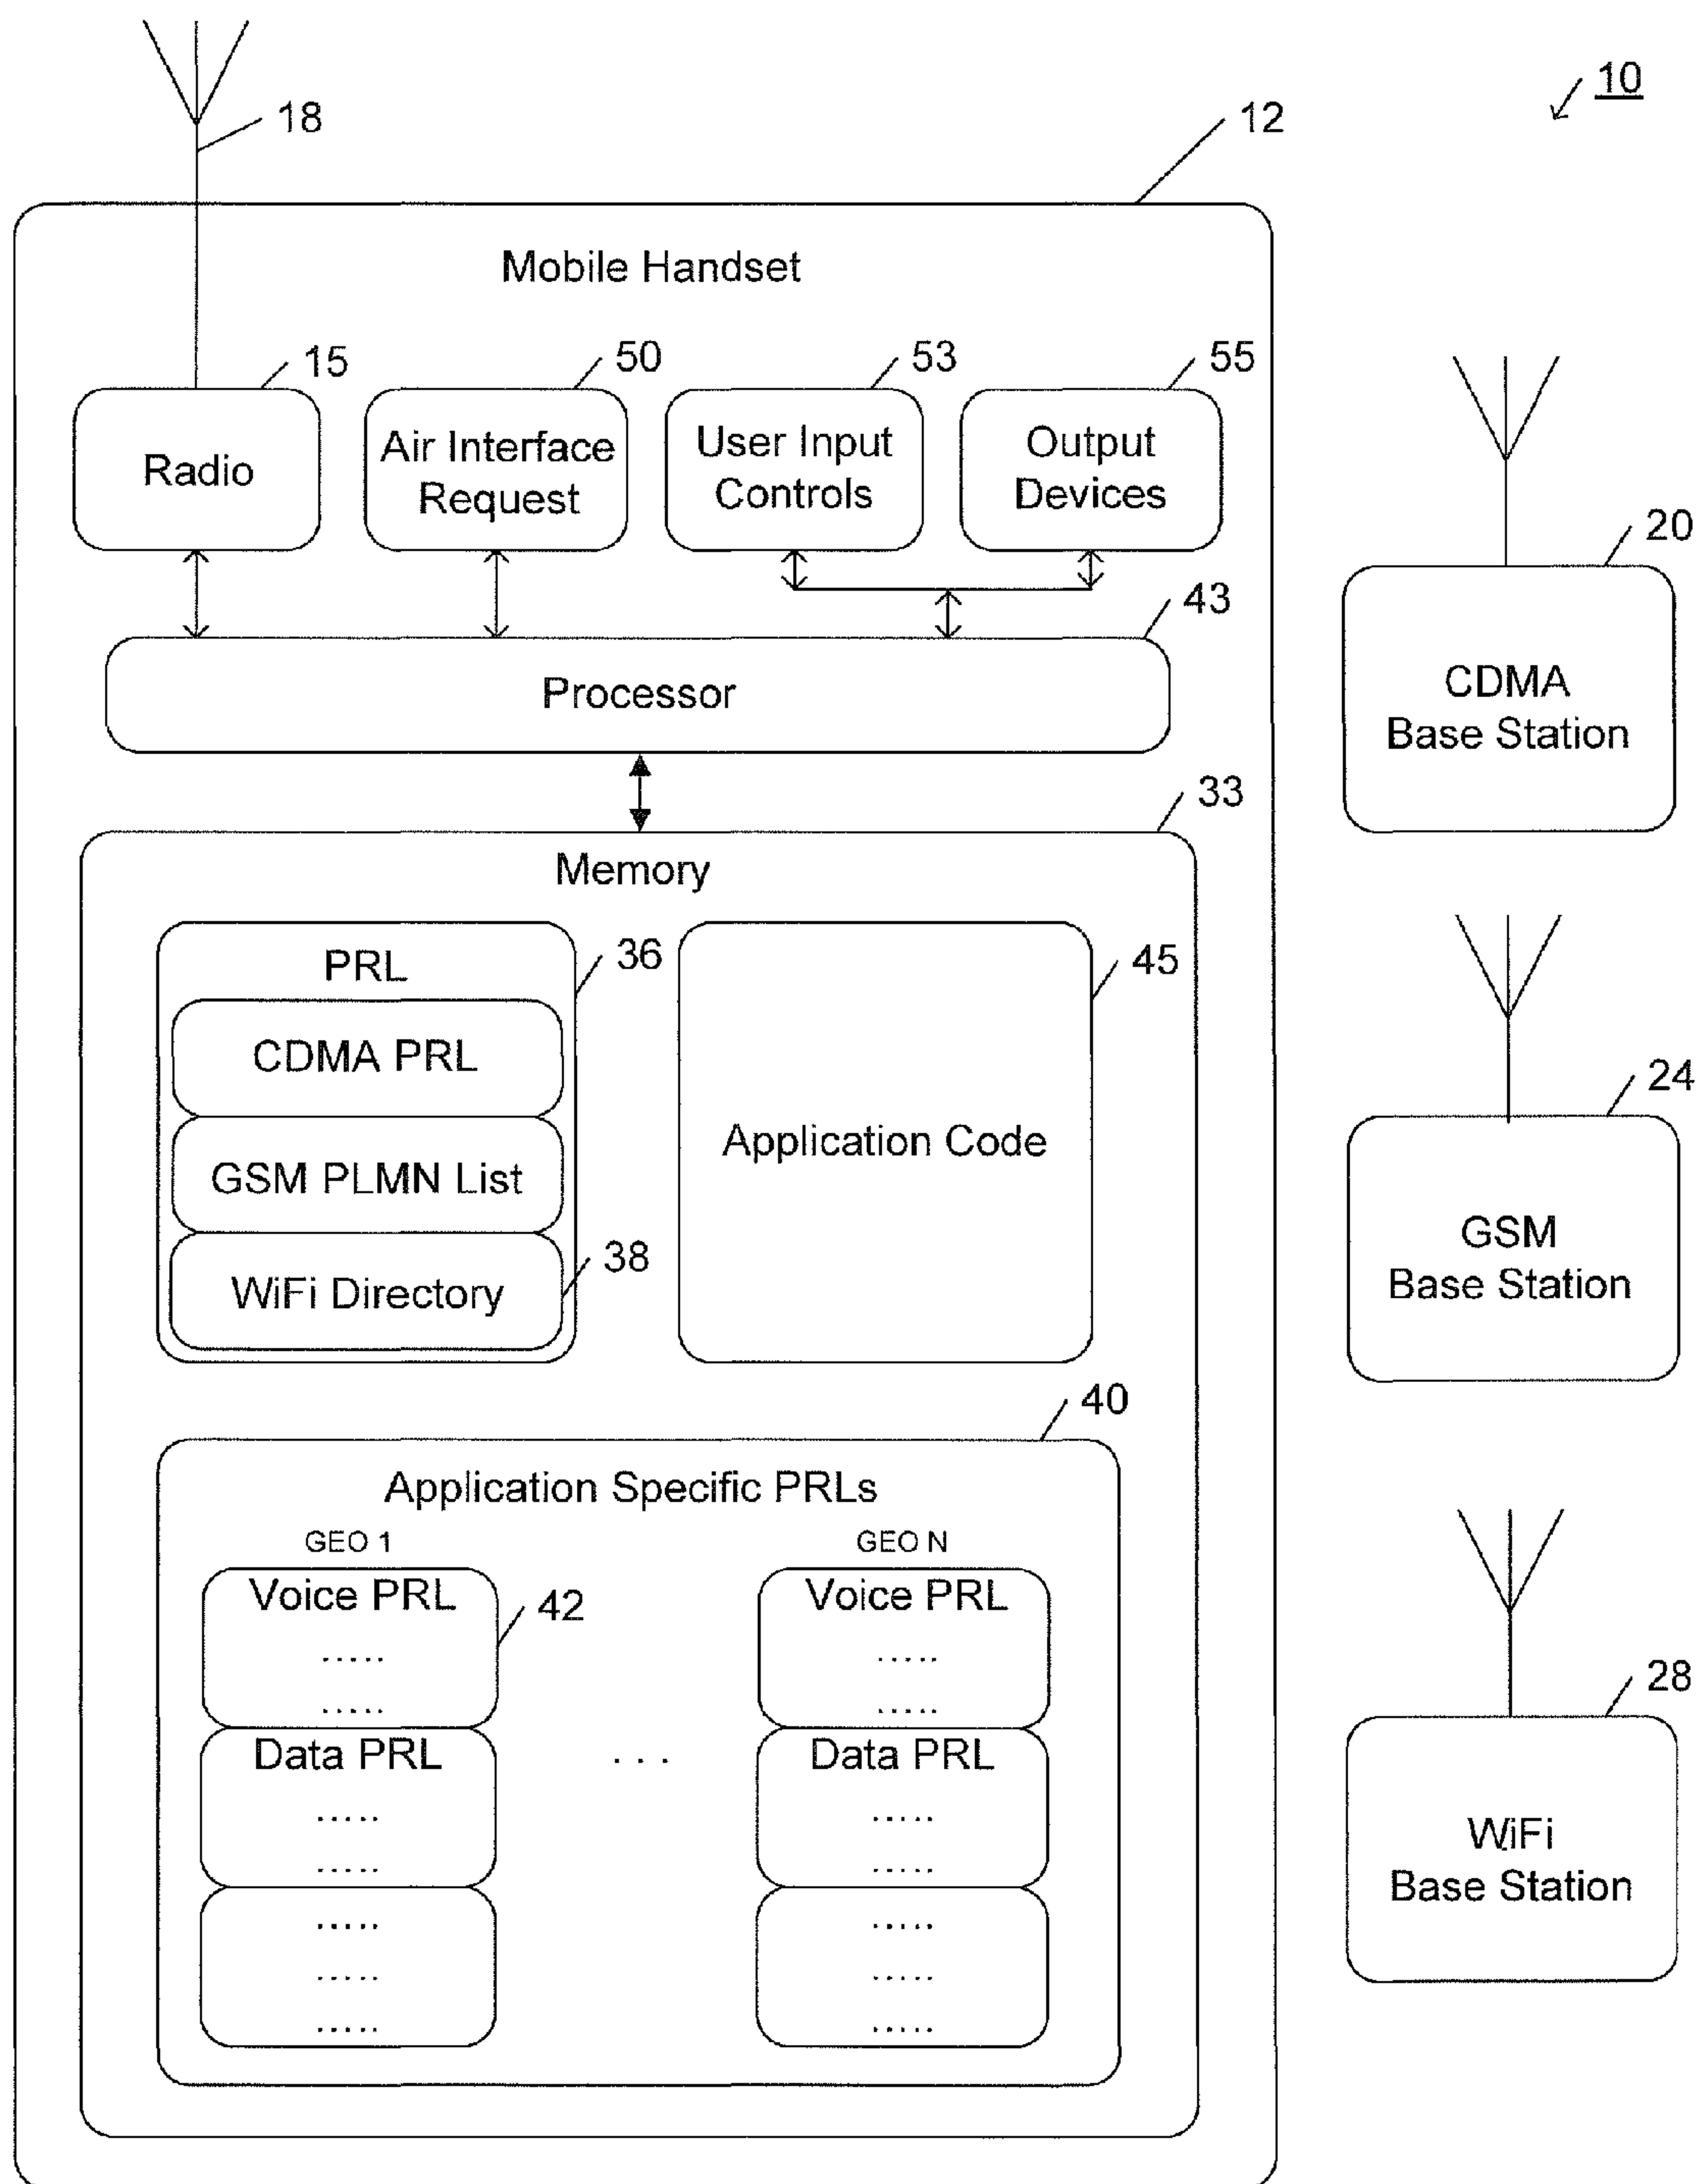 10
18
12
Mobile Handset
15
50
53
55
Radio
Air Interface
Request
User Input
Controls
Output
Devices
43
Processor
33
Memory
PRL
36
CDMA PRL
GSM PLMN List
WiFi Directory
38
45
Application Code
40
Application Specific PRLs
GEO 1
GEO N
Voice PRL
.....
.....
42
Data PRL
.....
.....
.....
.....
.....
. . .
Voice PRL
.....
.....
Data PRL
.....
.....
.....
.....
.....
20
CDMA
Base Station
24
GSM
Base Station
28
WiFi
Base Station